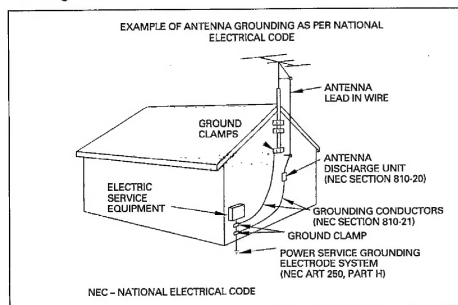 EXAMPLE OF ANTENNA GROUNDING AS PER NATIONAL
ELECTRICAL CODE
ANTENNA
LEAD IN WIRE
GROUND
CLAMPS
ANTENNA
DISCHARGE UNIT
(NEC SECTION 810-20)
ELECTRIC
SERVICE
EQUIPMENT
GROUNDING CONDUCTORS
(NEC SECTION 810-21)
GROUND CLAMP
POWER SERVICE GROUNDING
ELECTRODE SYSTEM
(NEC ART 250, PART H)
NEC – NATIONAL ELECTRICAL CODE